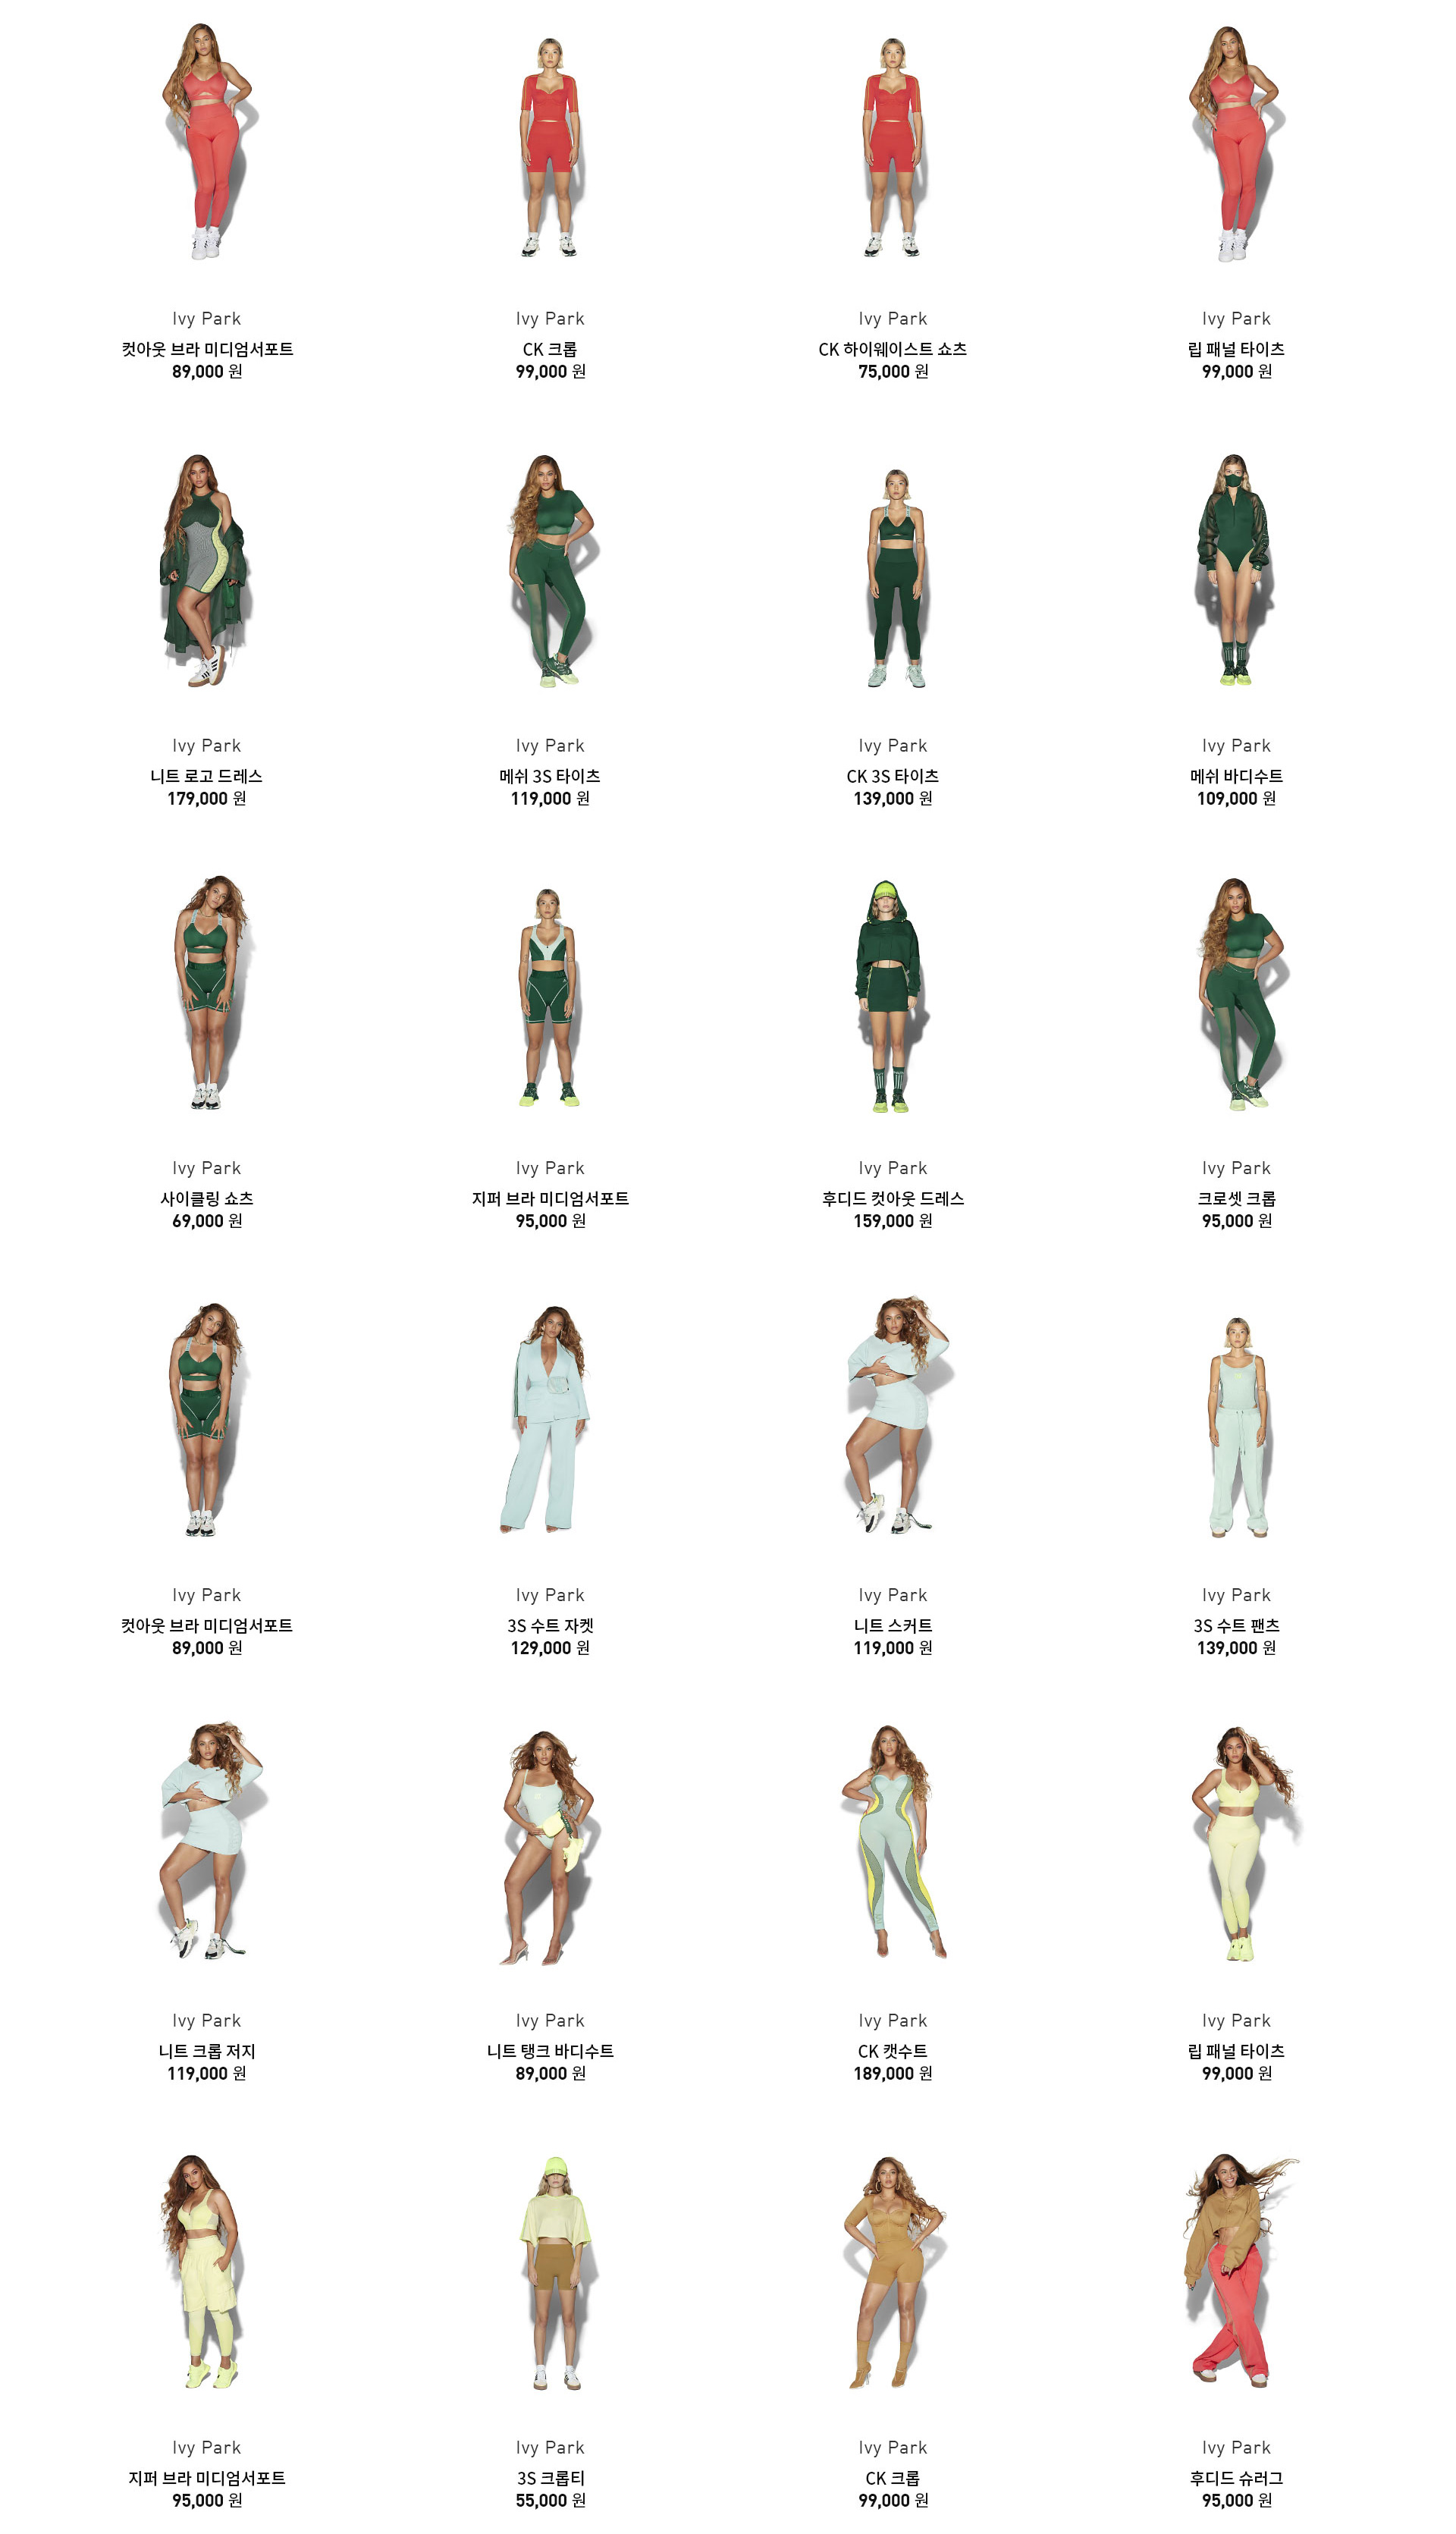 Ivy Park
컷아웃 브라 미디엄서포트
89,000 원
Ivy Park
CK 크롭
99,000 원
Ivy Park
CK 하이웨이스트 쇼츠
75,000 원
Ivy Park
립 패널 타이츠
99,000 원
Ivy Park
니트 로고 드레스
179,000 원
Ivy Park
메쉬 3S 타이츠
119,000 원
Ivy Park
CK 3S 타이츠
139,000 원
Ivy Park
메쉬 바디수트
109,000 원
Ivy Park
사이클링 쇼츠
69,000 원
Ivy Park
지퍼 브라 미디엄서포트
95,000 원
Ivy Park
후디드 컷아웃 드레스
159,000 원
Ivy Park
크로셋 크롭
95,000 원
Ivy Park
컷아웃 브라 미디엄서포트
89,000 원
Ivy Park
3S 수트 자켓
129,000 원
Ivy Park
니트 스커트
119,000 원
Ivy Park
3S 수트 팬츠
139,000 원
Ivy Park
니트 크롭 저지
119,000 원
Ivy Park
니트 탱크 바디수트
89,000 원
Ivy Park
CK 캣수트
189,000 원
Ivy Park
립 패널 타이츠
99,000 원
Ivy Park
지퍼 브라 미디엄서포트
95,000 원
Ivy Park
3S 크롭티
55,000 원
Ivy Park
CK 크롭
99,000 원
Ivy Park
후디드 슈러그
95,000 원